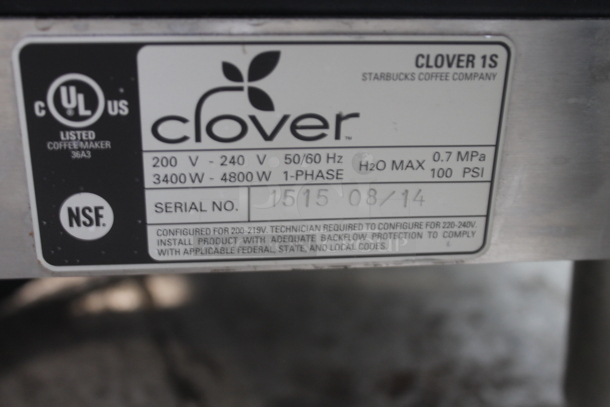 CLOVER 1S
STARBUCKS COFFEE COMPANY
C UL US
LISTED
COFFEE MAKER
36A3
clover™
200 V - 240 V 50/60 Hz H2O MAX 0.7 MPa
3400 W - 4800 W 1-PHASE 100 PSI
NSF.
SERIAL NO. 1515 08/14
CONFIGURED FOR 200-219V. TECHNICIAN REQUIRED TO CONFIGURE FOR 220-240V.
INSTALL PRODUCT WITH ADEQUATE BACKFLOW PROTECTION TO COMPLY
WITH APPLICABLE FEDERAL, STATE, AND LOCAL CODES.